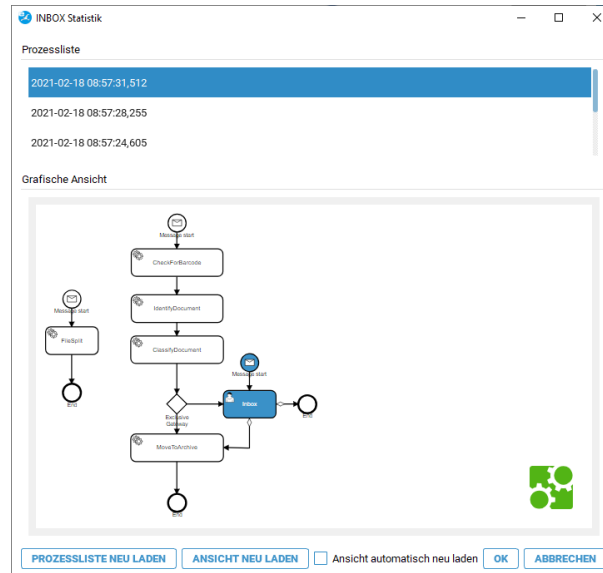 INBOX Statistik
Prozessliste
2021-02-18 08:57:31,512
2021-02-18 08:57:28,255
2021-02-18 08:57:24,605
Grafische Ansicht
Message start
CheckForBarcode
Message start
IdentifyDocument
FileSplit
ClassifyDocument
Message start
End
Inbox
End
Exclusive
Gateway
MoveToArchive
End
PROZESSLISTE NEU LADEN
ANSICHT NEU LADEN
Ansicht automatisch neu laden
OK
ABBRECHEN